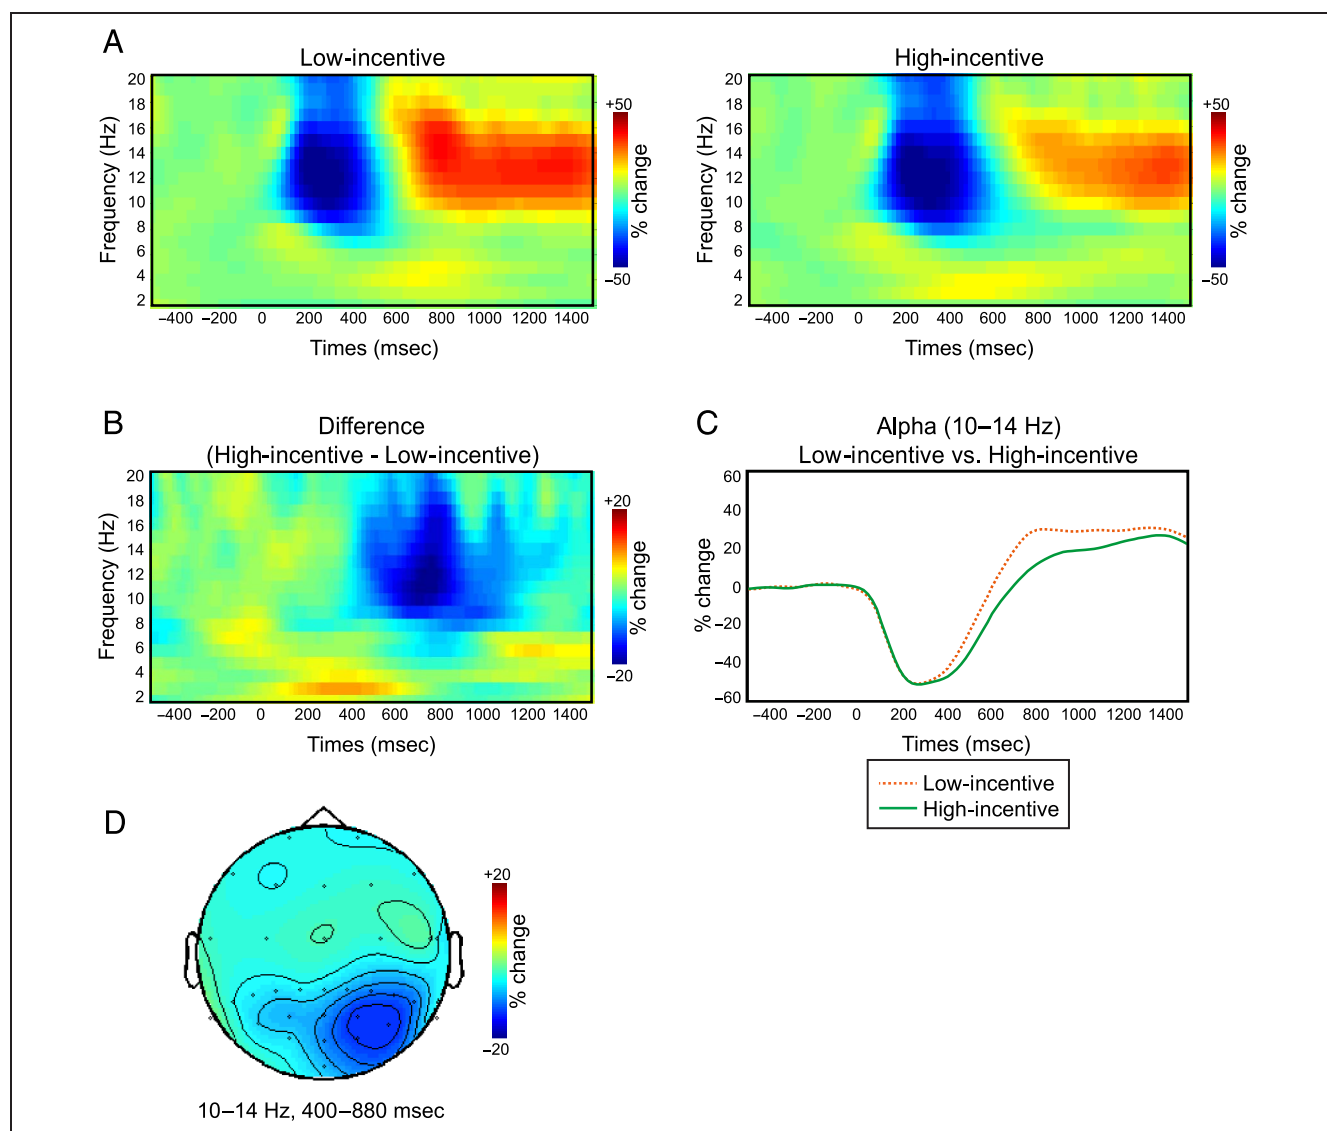 A
Low-incentive
High-incentive
Frequency (Hz)
20
18
16
14
12
10
8
6
4
2
–400 –200 0 200 400 600 800 1000 1200 1400
Times (msec)
+50
% change
–50
Frequency (Hz)
20
18
16
14
12
10
8
6
4
2
–400 –200 0 200 400 600 800 1000 1200 1400
Times (msec)
+50
% change
–50
B
Difference
(High-incentive - Low-incentive)
Frequency (Hz)
20
18
16
14
12
10
8
6
4
2
–400 –200 0 200 400 600 800 1000 1200 1400
Times (msec)
+20
% change
–20
C
Alpha (10–14 Hz)
Low-incentive vs. High-incentive
% change
60
40
20
0
–20
–40
–60
–400 –200 0 200 400 600 800 1000 1200 1400
Times (msec)
Low-incentive
High-incentive
D
+20
% change
–20
10–14 Hz, 400–880 msec